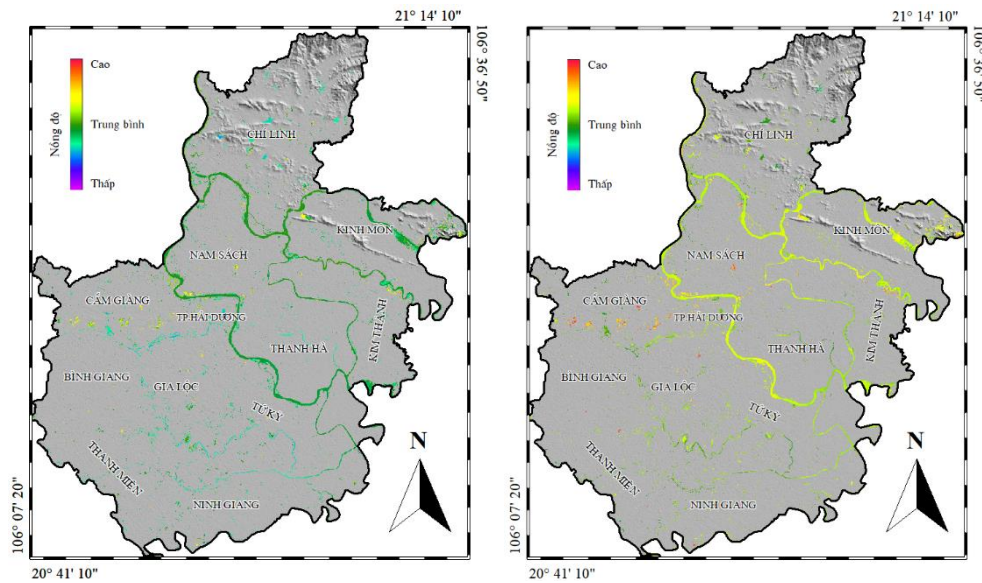 21° 14' 10"
106° 36' 50"
Cao
Trung bình
Thấp
Nồng độ
CHÍ LINH
KINH MÔN
NAM SÁCH
CẨM GIÀNG
TP.HẢI DƯƠNG
KIM THÀNH
THANH HÀ
BÌNH GIANG
GIA LỘC
TỨ KỲ
N
THANH MIỆN
NINH GIANG
106° 07' 20"
20° 41' 10"
21° 14' 10"
106° 36' 50"
Cao
Trung bình
Thấp
Nồng độ
CHÍ LINH
KINH MÔN
NAM SÁCH
CẨM GIÀNG
TP.HẢI DƯƠNG
KIM THÀNH
THANH HÀ
BÌNH GIANG
GIA LỘC
TỨ KỲ
N
THANH MIỆN
NINH GIANG
106° 07' 20"
20° 41' 10"